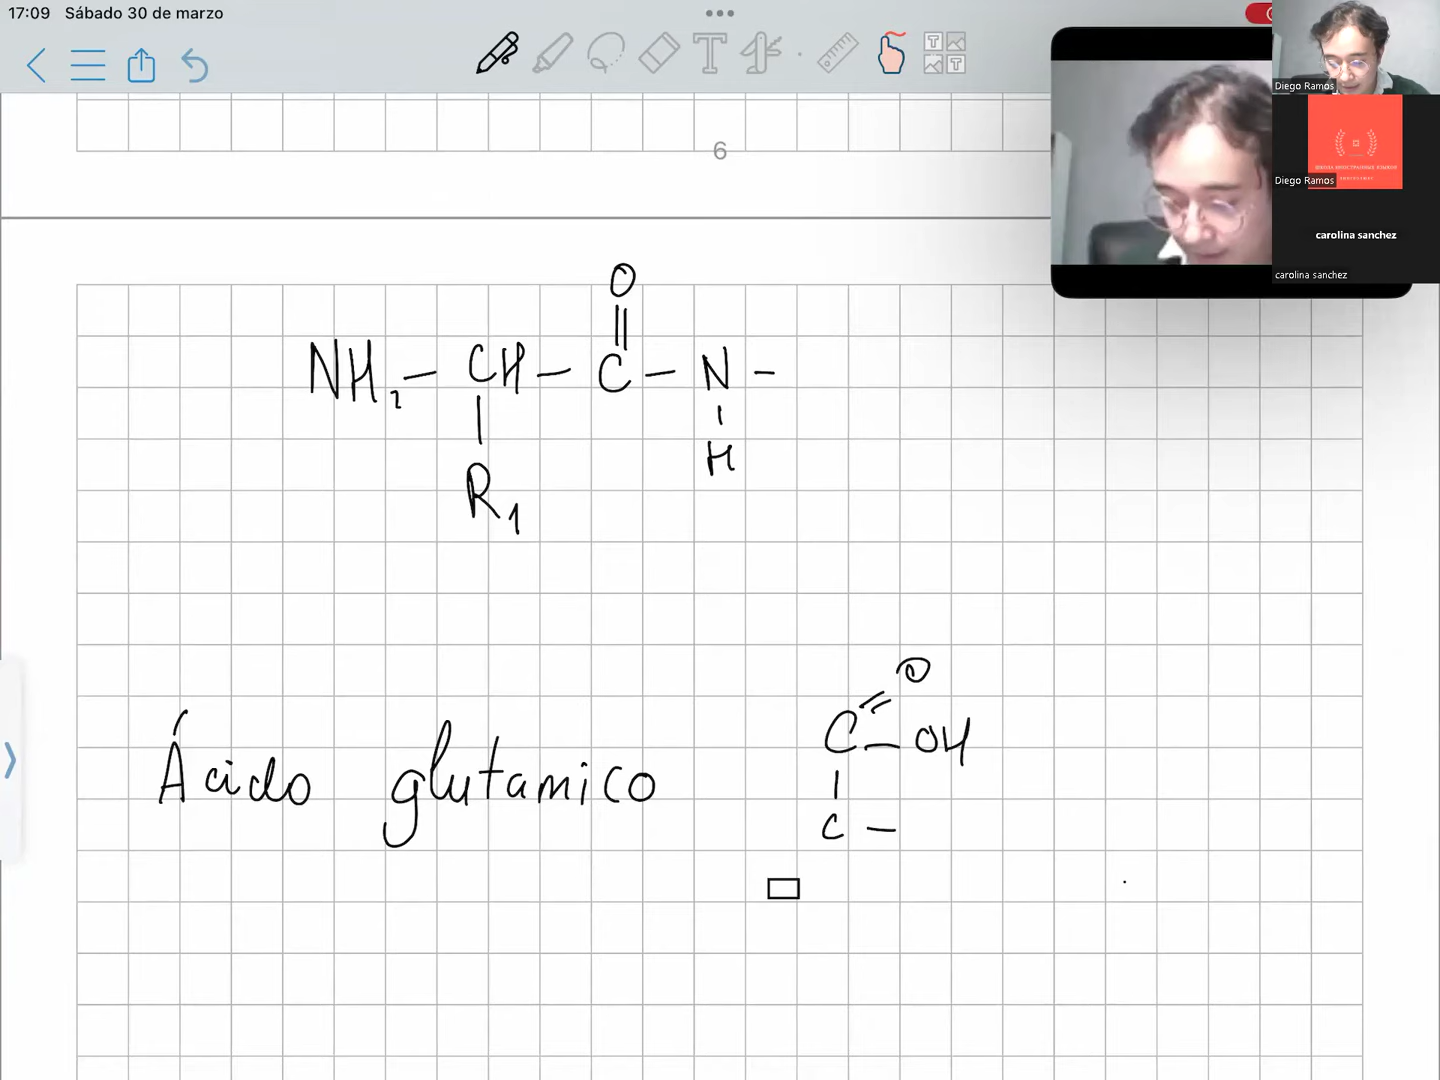 17:09 Sábado 30 de marzo
Diego Ramos
Diego Ramos
carolina sanchez
carolina sanchez
6
O
NH₂ — CH — C — N —
H
R₁
O
C — OH
Ácido glutamico
C —